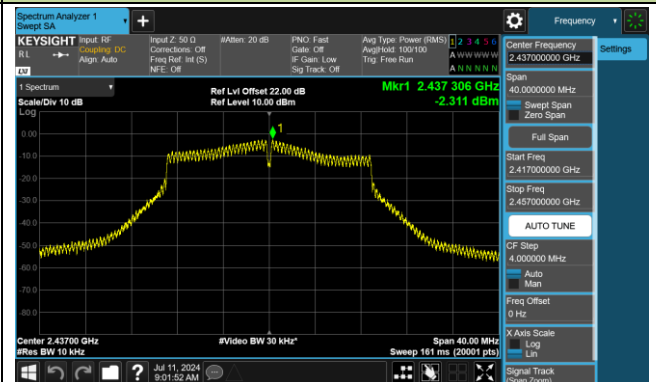 Spectrum Analyzer 1
Swept SA
Frequency
KEYSIGHT
RL
Input: RF
Coupling: DC
Align: Auto
Input Z: 50 Ω
Corrections: Off
Freq Ref: Int (S)
NFE: Off
#Atten: 20 dB
PNO: Fast
Gate: Off
IF Gain: Low
Sig Track: Off
Avg Type: Power (RMS)
Avg|Hold: 100/100
Trig: Free Run
1 2 3 4 5 6
A W W W W W
A N N N N N
LXI
1 Spectrum
Scale/Div 10 dB
Ref Lvl Offset 22.00 dB
Ref Level 10.00 dBm
Mkr1 2.437 306 GHz
-2.311 dBm
Log
1
0.00
-10.0
-20.0
-30.0
-40.0
-50.0
-60.0
-70.0
-80.0
Center 2.43700 GHz
#Res BW 10 kHz
#Video BW 30 kHz*
Span 40.00 MHz
Sweep 161 ms (20001 pts)
Jul 11, 2024
9:01:52 AM
Center Frequency
2.437000000 GHz
Settings
Span
40.0000000 MHz
Swept Span
Zero Span
Full Span
Start Freq
2.417000000 GHz
Stop Freq
2.457000000 GHz
AUTO TUNE
CF Step
4.000000 MHz
Auto
Man
Freq Offset
0 Hz
X Axis Scale
Log
Lin
Signal Track
(Span Zoom)